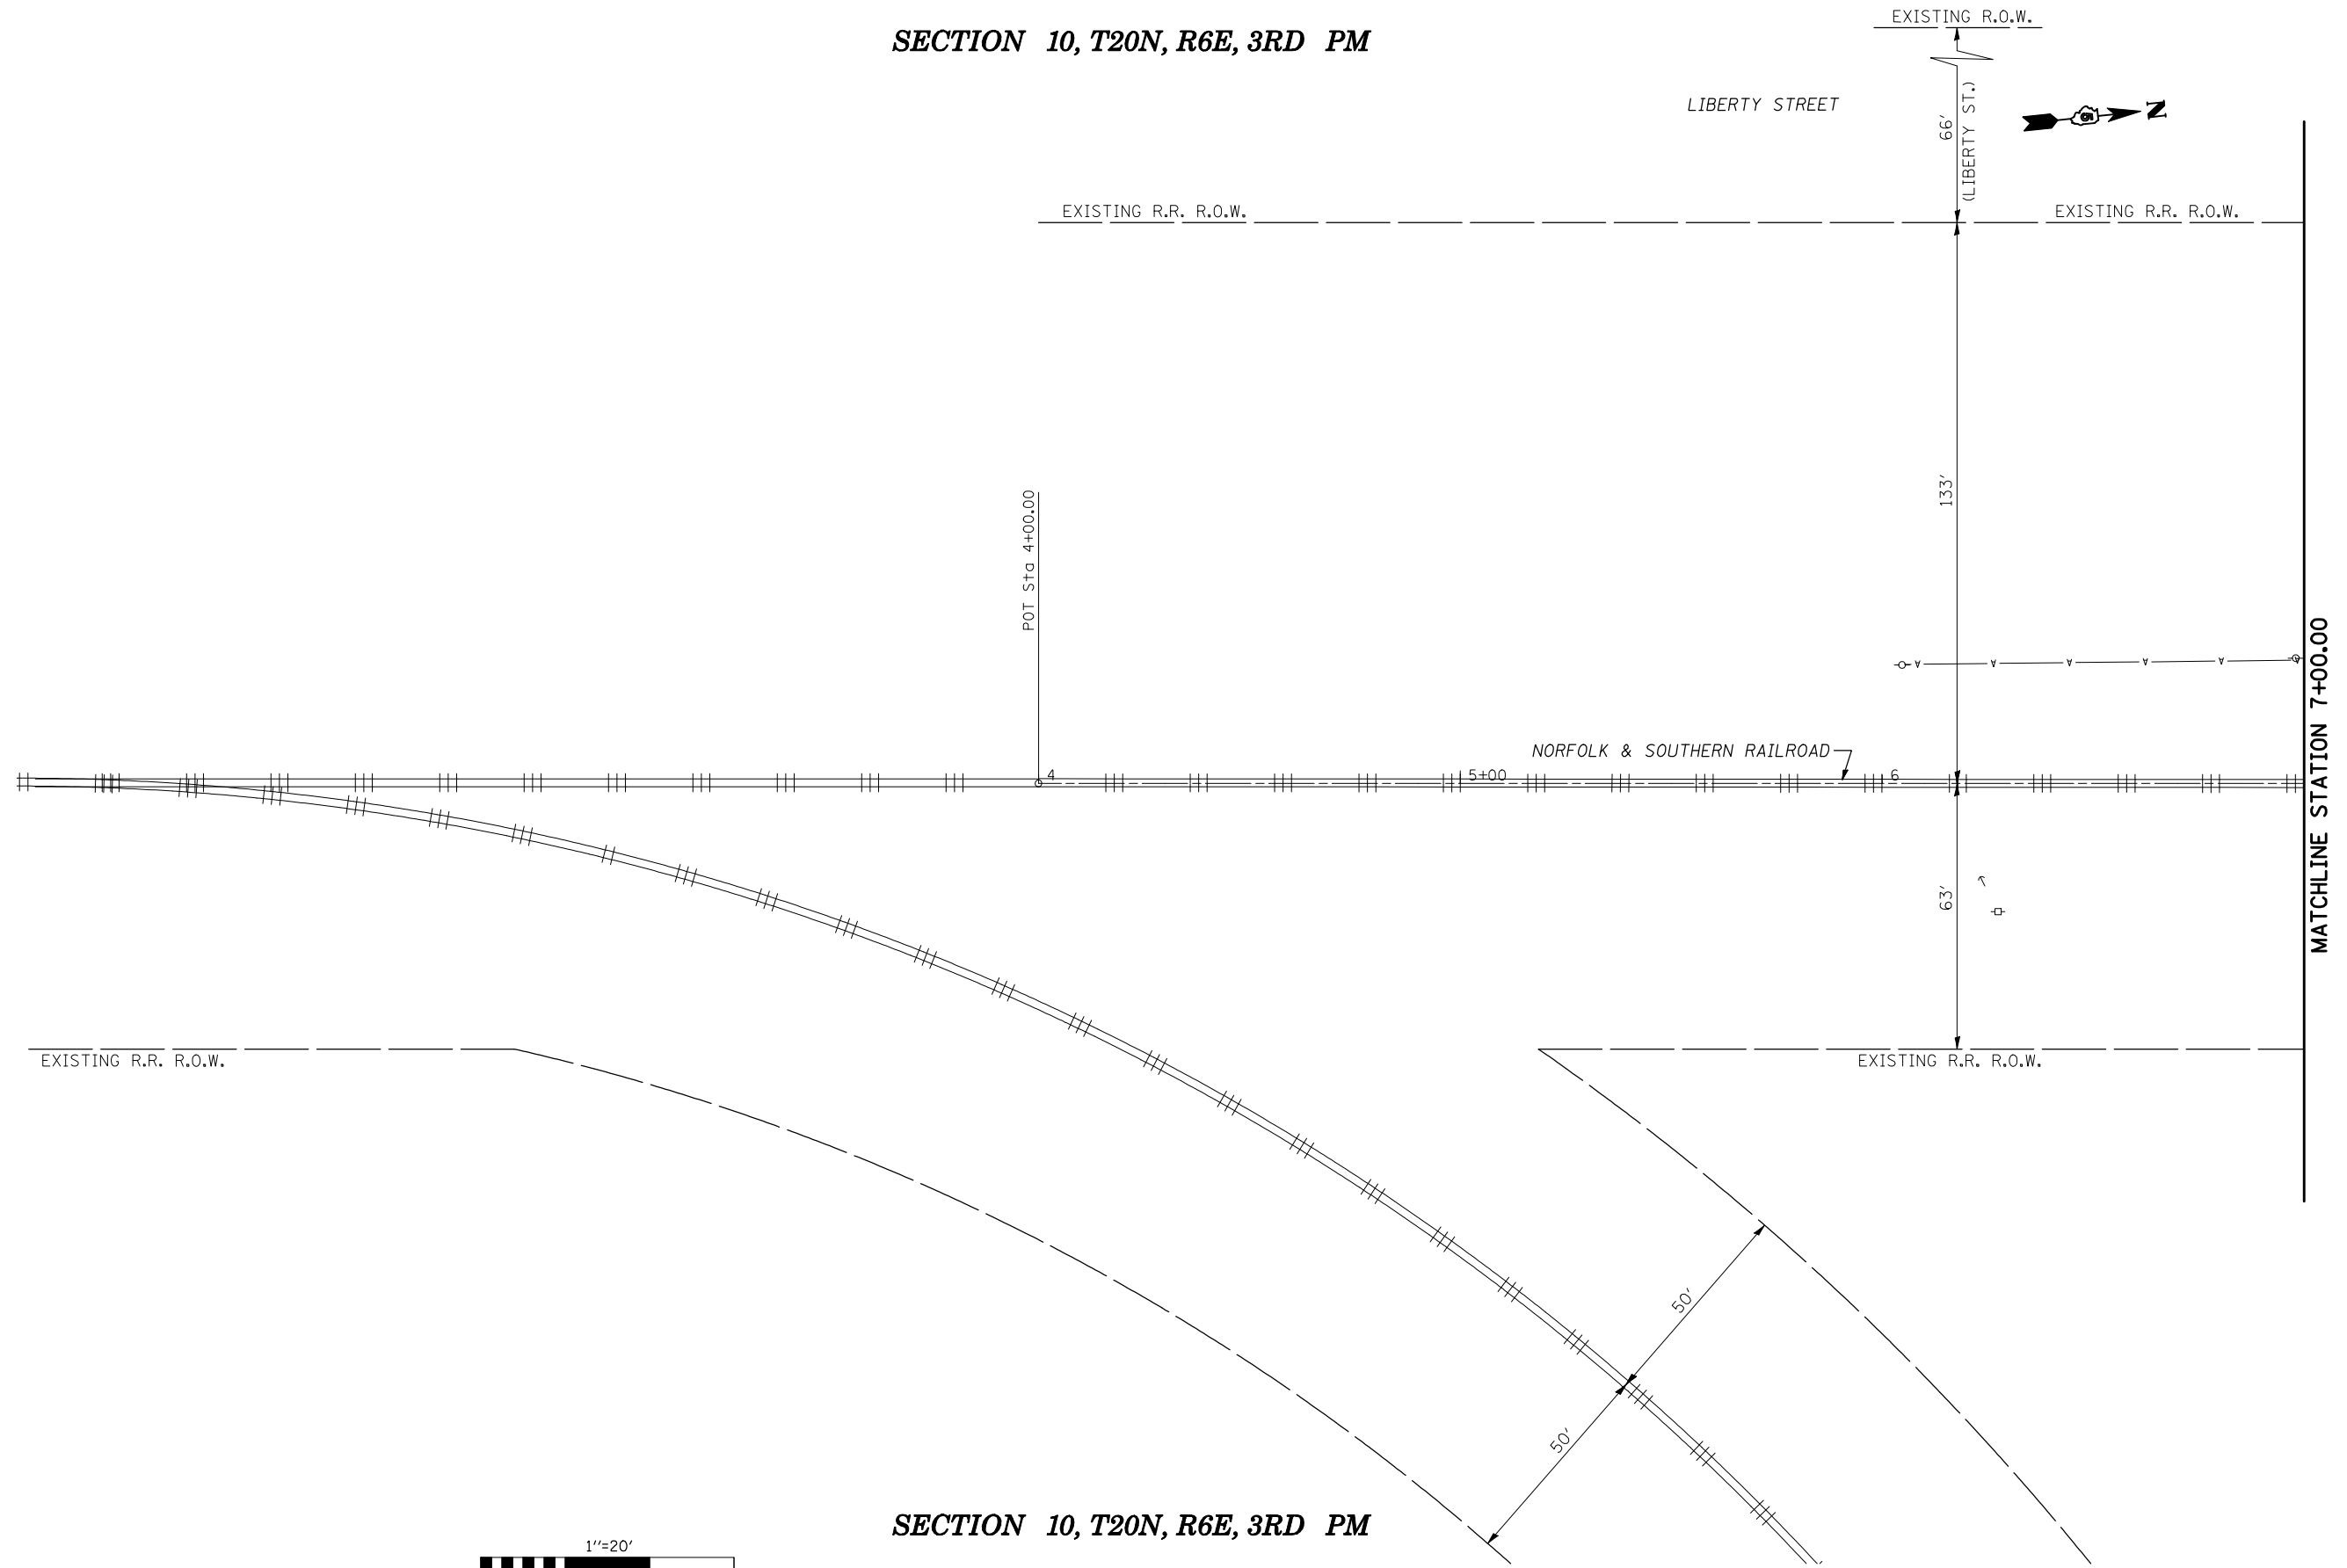 EXISTING R.O.W.
SECTION 10, T20N, R6E, 3RD PM
LIBERTY STREET
66'
(LIBERTY ST.)
N
EXISTING R.R. R.O.W.
EXISTING R.R. R.O.W.
133'
POT Sta 4+00.00
MATCHLINE STATION 7+00.00
NORFOLK & SOUTHERN RAILROAD
4
5+00
6
63'
EXISTING R.R. R.O.W.
EXISTING R.R. R.O.W.
50'
50'
SECTION 10, T20N, R6E, 3RD PM
1''=20'